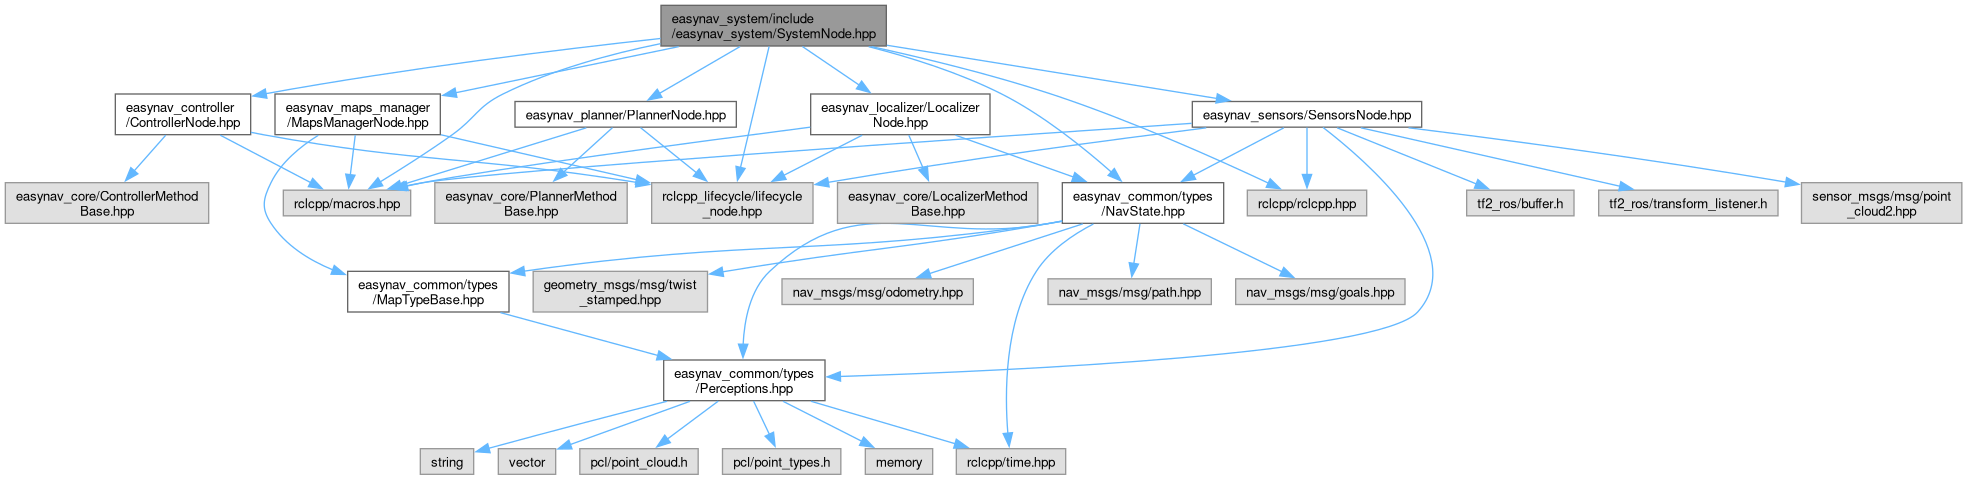 easynav_system/include
/easynav_system/SystemNode.hpp
easynav_controller
/ControllerNode.hpp
easynav_maps_manager
/MapsManagerNode.hpp
easynav_planner/PlannerNode.hpp
easynav_localizer/Localizer
Node.hpp
easynav_sensors/SensorsNode.hpp
easynav_core/ControllerMethod
Base.hpp
rclcpp/macros.hpp
easynav_core/PlannerMethod
Base.hpp
rclcpp_lifecycle/lifecycle
_node.hpp
easynav_core/LocalizerMethod
Base.hpp
easynav_common/types
/NavState.hpp
rclcpp/rclcpp.hpp
tf2_ros/buffer.h
tf2_ros/transform_listener.h
sensor_msgs/msg/point
_cloud2.hpp
easynav_common/types
/MapTypeBase.hpp
geometry_msgs/msg/twist
_stamped.hpp
nav_msgs/msg/odometry.hpp
nav_msgs/msg/path.hpp
nav_msgs/msg/goals.hpp
easynav_common/types
/Perceptions.hpp
string
vector
pcl/point_cloud.h
pcl/point_types.h
memory
rclcpp/time.hpp